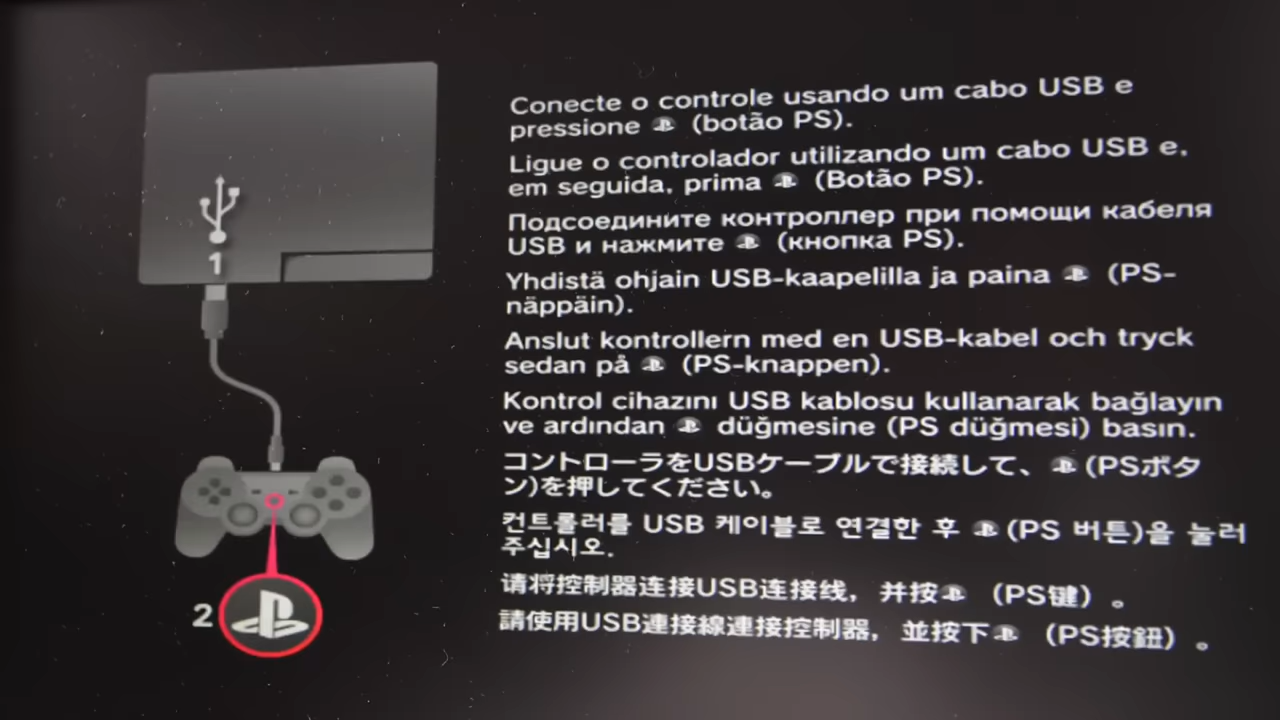 Conecte o controle usando um cabo USB e
pressione (botão PS).
Ligue o controlador utilizando um cabo USB e,
em seguida, prima (Botão PS).
Подсоедините контроллер при помощи кабеля
USB и нажмите (кнопка PS).
Yhdistä ohjain USB-kaapelilla ja paina (PS-
näppäin).
Anslut kontrollern med en USB-kabel och tryck
sedan på (PS-knappen).
Kontrol cihazını USB kablosu kullanarak bağlayın
ve ardından düğmesine (PS düğmesi) basın.
コントローラをUSBケーブルで接続して、(PSボタ
ン)を押してください。
컨트롤러를 USB 케이블로 연결한 후 (PS 버튼)을 눌러
주십시오.
请将控制器连接USB连接线，并按（PS键）。
請使用USB連接線連接控制器，並按下（PS按鈕）。
1
2